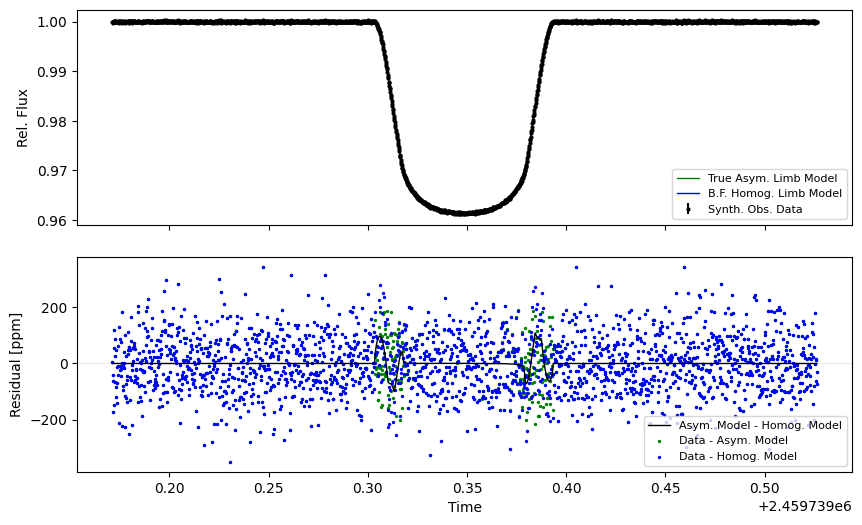 1.00
0.99
0.98
0.97
0.96
Rel. Flux
True Asym. Limb Model
B.F. Homog. Limb Model
Synth. Obs. Data
200
0
−200
Residual [ppm]
Asym. Model - Homog. Model
Data - Asym. Model
Data - Homog. Model
0.20 0.25 0.30 0.35 0.40 0.45 0.50
Time
+2.459739e6